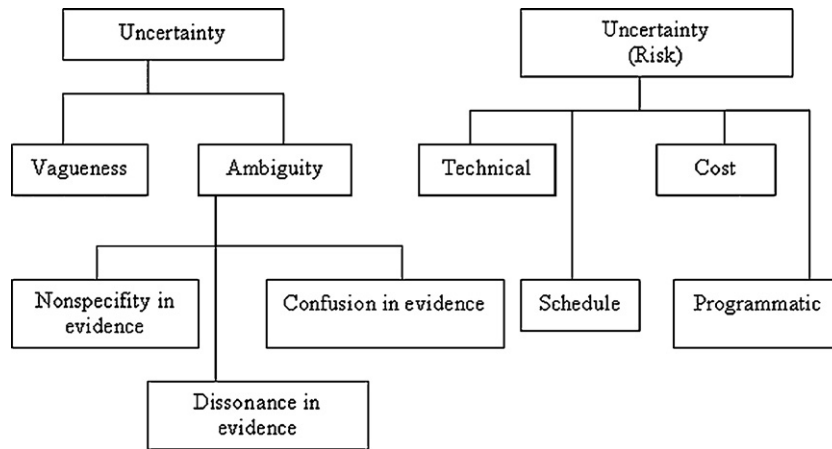 Uncertainty
Uncertainty
(Risk)
Vagueness
Ambiguity
Technical
Cost
Nonspecifity in
evidence
Confusion in evidence
Schedule
Programmatic
Dissonance in
evidence